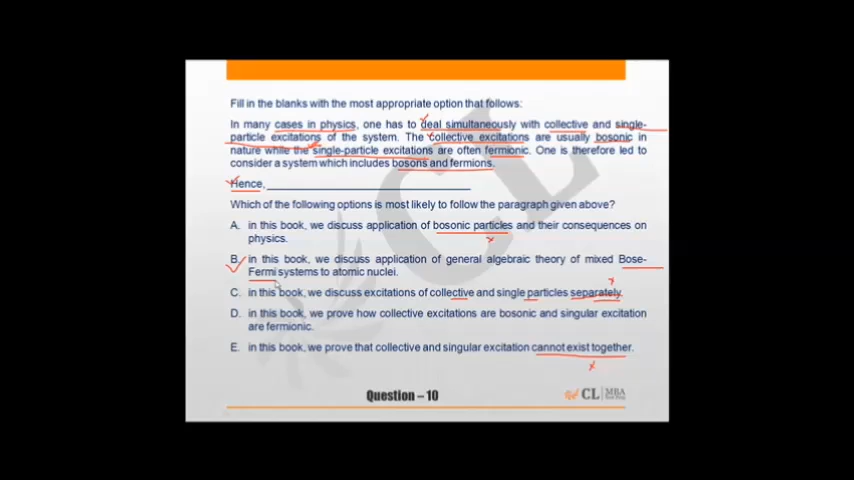 Fill in the blanks with the most appropriate option that follows:
In many cases in physics, one has to deal simultaneously with collective and single-
particle excitations of the system. The collective excitations are usually bosonic in
nature while the single-particle excitations are often fermionic. One is therefore led to
consider a system which includes bosons and fermions.
Hence, ____________________
Which of the following options is most likely to follow the paragraph given above?
A. in this book, we discuss application of bosonic particles and their consequences on
physics.
B. in this book, we discuss application of general algebraic theory of mixed Bose-
Fermi systems to atomic nuclei.
C. in this book, we discuss excitations of collective and single particles separately.
D. in this book, we prove how collective excitations are bosonic and singular excitation
are fermionic.
E. in this book, we prove that collective and singular excitation cannot exist together.
Question – 10
CL MBA